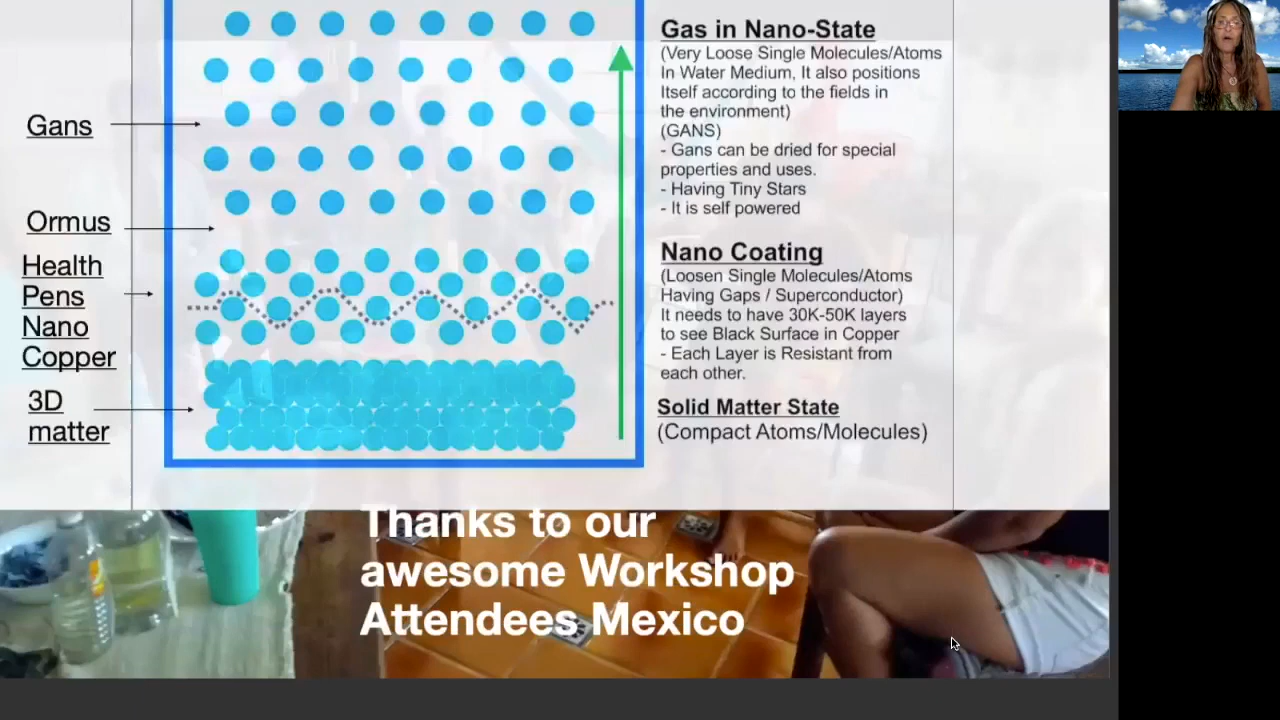 Gans
Ormus
Health
Pens
Nano
Copper
3D
matter
Gas in Nano-State
(Very Loose Single Molecules/Atoms
In Water Medium, It also positions
Itself according to the fields in
the environment)
(GANS)
- Gans can be dried for special
properties and uses.
- Having Tiny Stars
- It is self powered
Nano Coating
(Loosen Single Molecules/Atoms
Having Gaps / Superconductor)
It needs to have 30K-50K layers
to see Black Surface in Copper
- Each Layer is Resistant from
each other.
Solid Matter State
(Compact Atoms/Molecules)
Thanks to our
awesome Workshop
Attendees Mexico